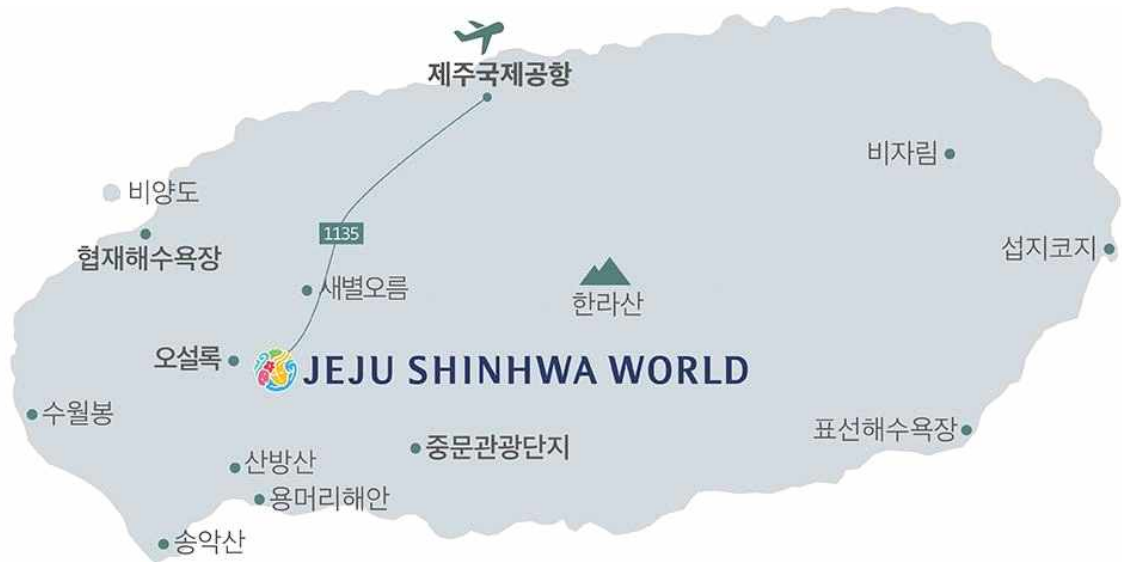 제주국제공항
비자림
비양도
1135
협재해수욕장
섭지코지
새별오름
한라산
오설록
JEJU SHINHWA WORLD
수월봉
표선해수욕장
중문관광단지
산방산
용머리해안
송악산